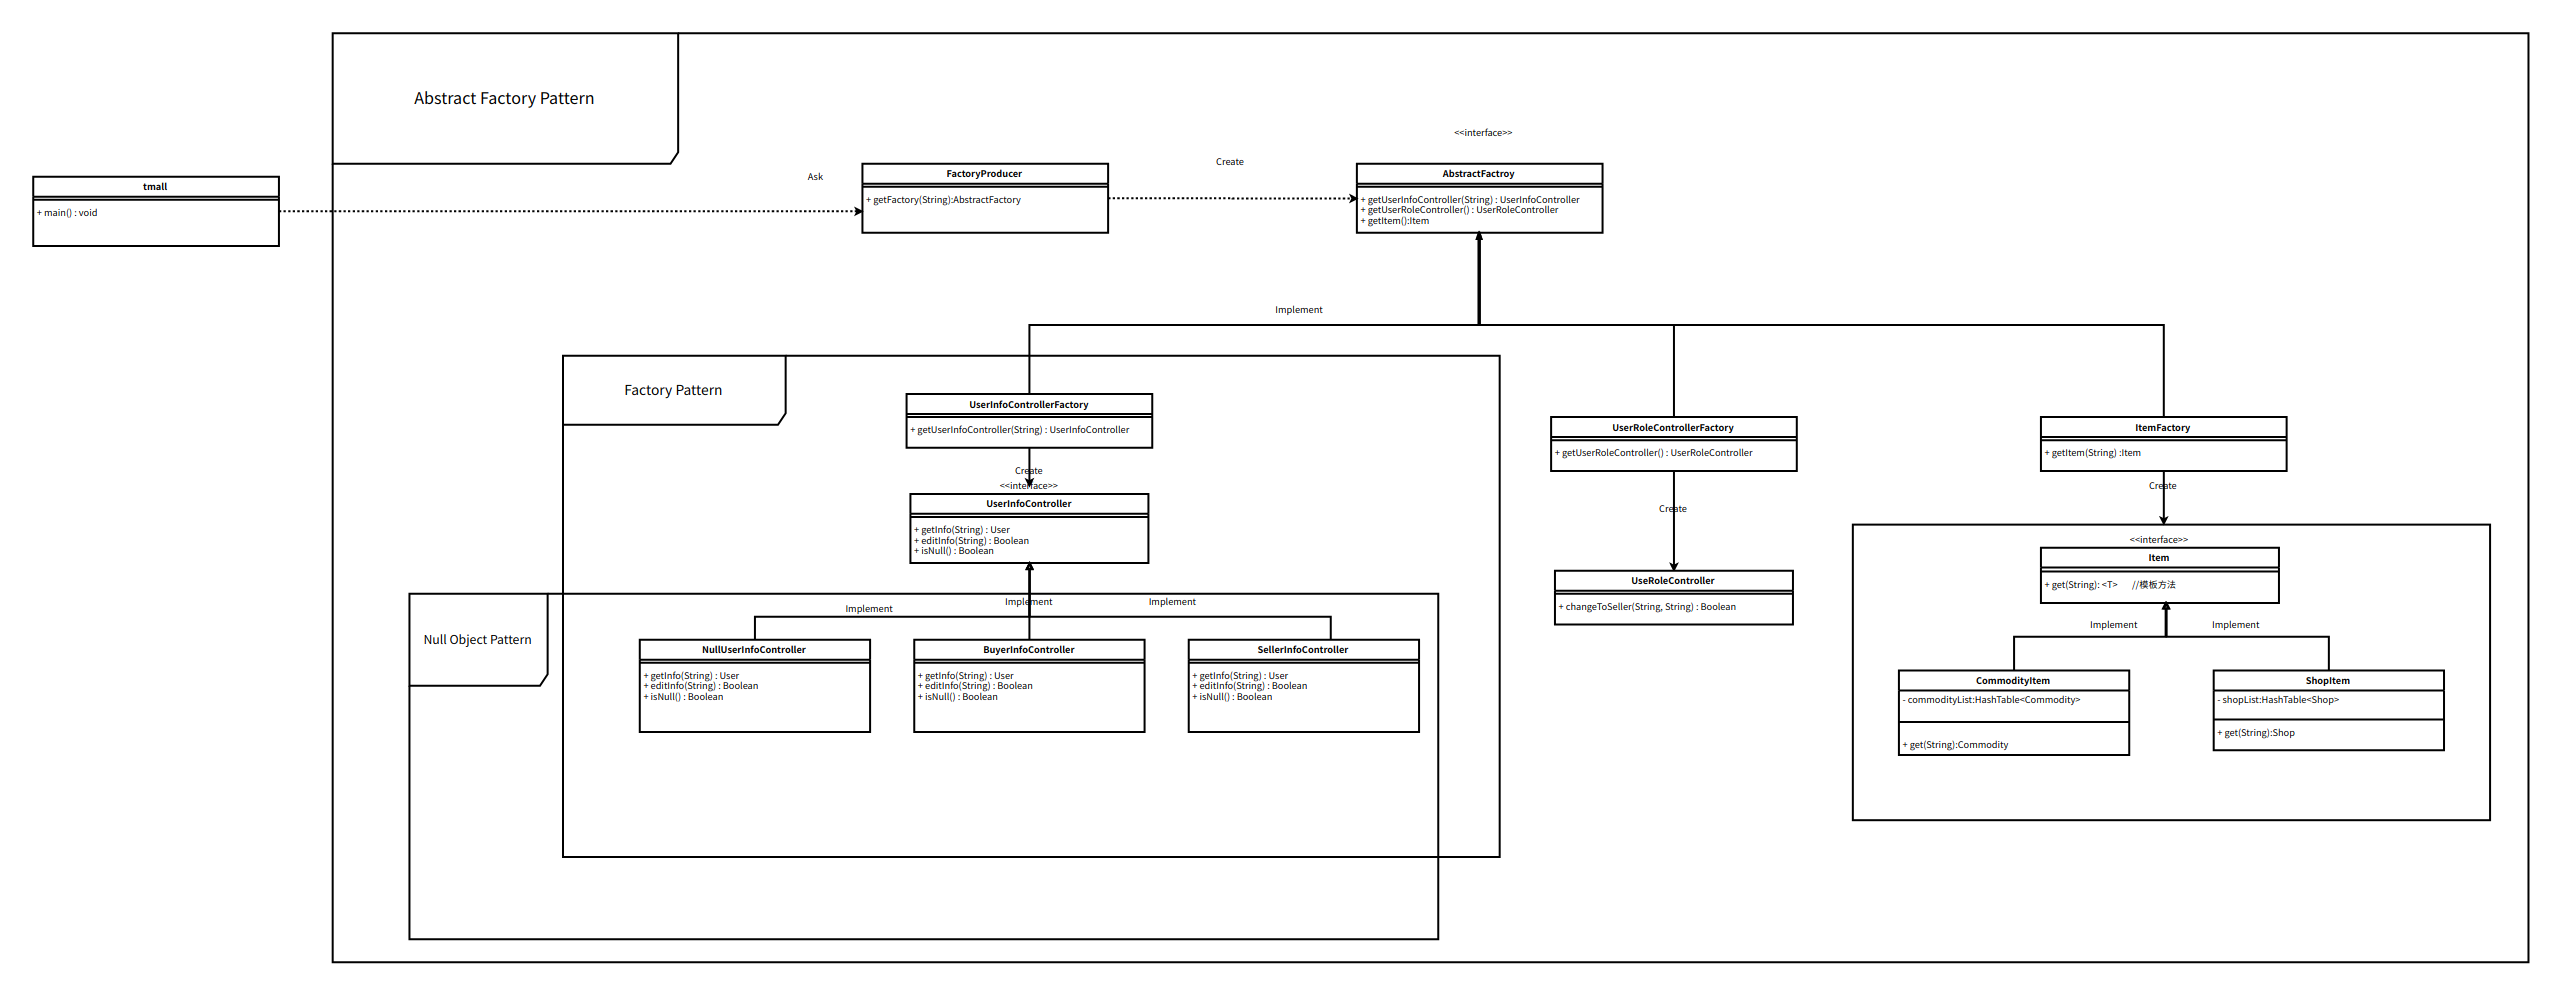 Abstract Factory Pattern
<<interface>>
tmall
+ main() : void
Ask
FactoryProducer
+ getFactory(String):AbstractFactory
Create
AbstractFactroy
+ getUserInfoController(String) : UserInfoController
+ getUserRoleController() : UserRoleController
+ getItem():Item
Implement
Factory Pattern
UserInfoControllerFactory
+ getUserInfoController(String) : UserInfoController
Create
<<interface>>
UserInfoController
+ getInfo(String) : User
+ editInfo(String) : Boolean
+ isNull() : Boolean
UserRoleControllerFactory
+ getUserRoleController() : UserRoleController
Create
UseRoleController
+ changeToSeller(String, String) : Boolean
ItemFactory
+ getItem(String) :Item
Create
<<interface>>
Item
+ get(String): <T> //模板方法
Implement
Implement
CommodityItem
- commodityList:HashTable<Commodity>
+ get(String):Commodity
ShopItem
- shopList:HashTable<Shop>
+ get(String):Shop
Null Object Pattern
Implement
Implement
Implement
NullUserInfoController
+ getInfo(String) : User
+ editInfo(String) : Boolean
+ isNull() : Boolean
BuyerInfoController
+ getInfo(String) : User
+ editInfo(String) : Boolean
+ isNull() : Boolean
SellerInfoController
+ getInfo(String) : User
+ editInfo(String) : Boolean
+ isNull() : Boolean